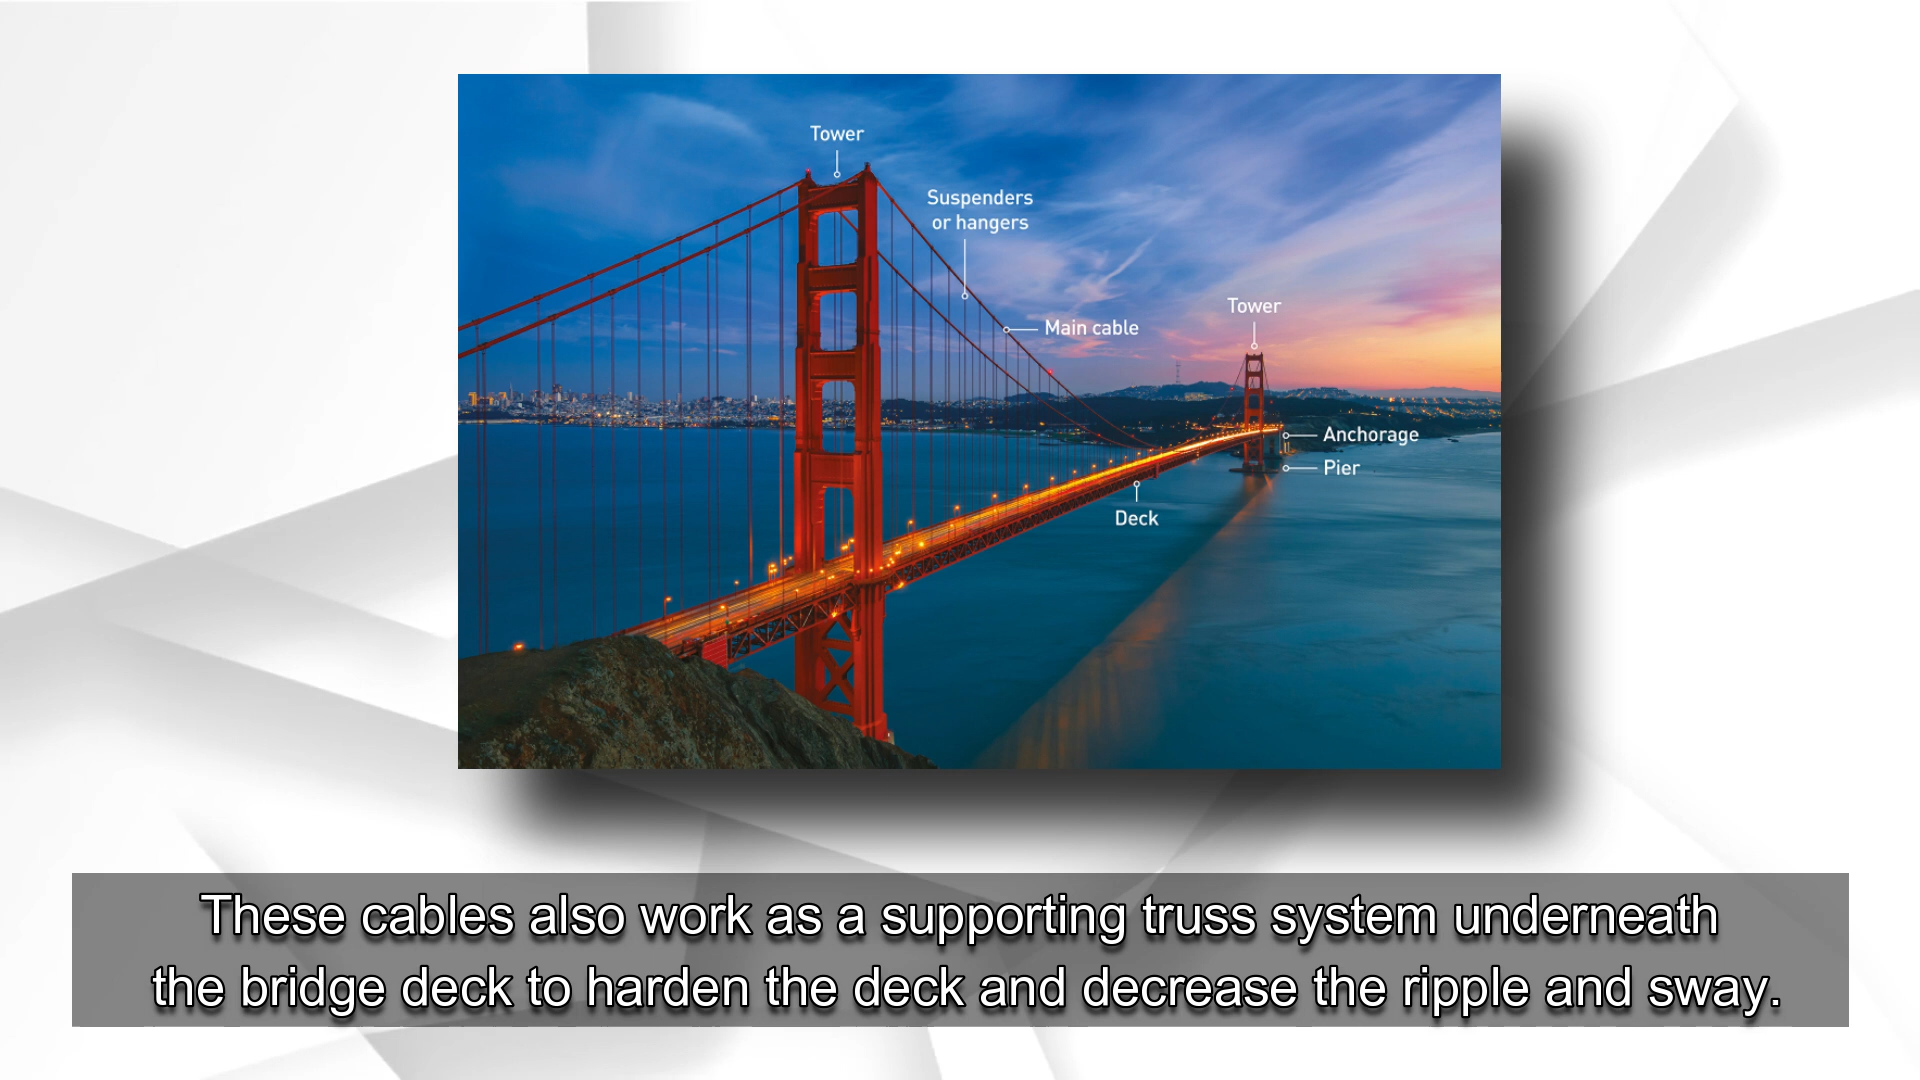 Tower
Suspenders
or hangers
Main cable
Tower
Anchorage
Pier
Deck
These cables also work as a supporting truss system underneath
the bridge deck to harden the deck and decrease the ripple and sway.